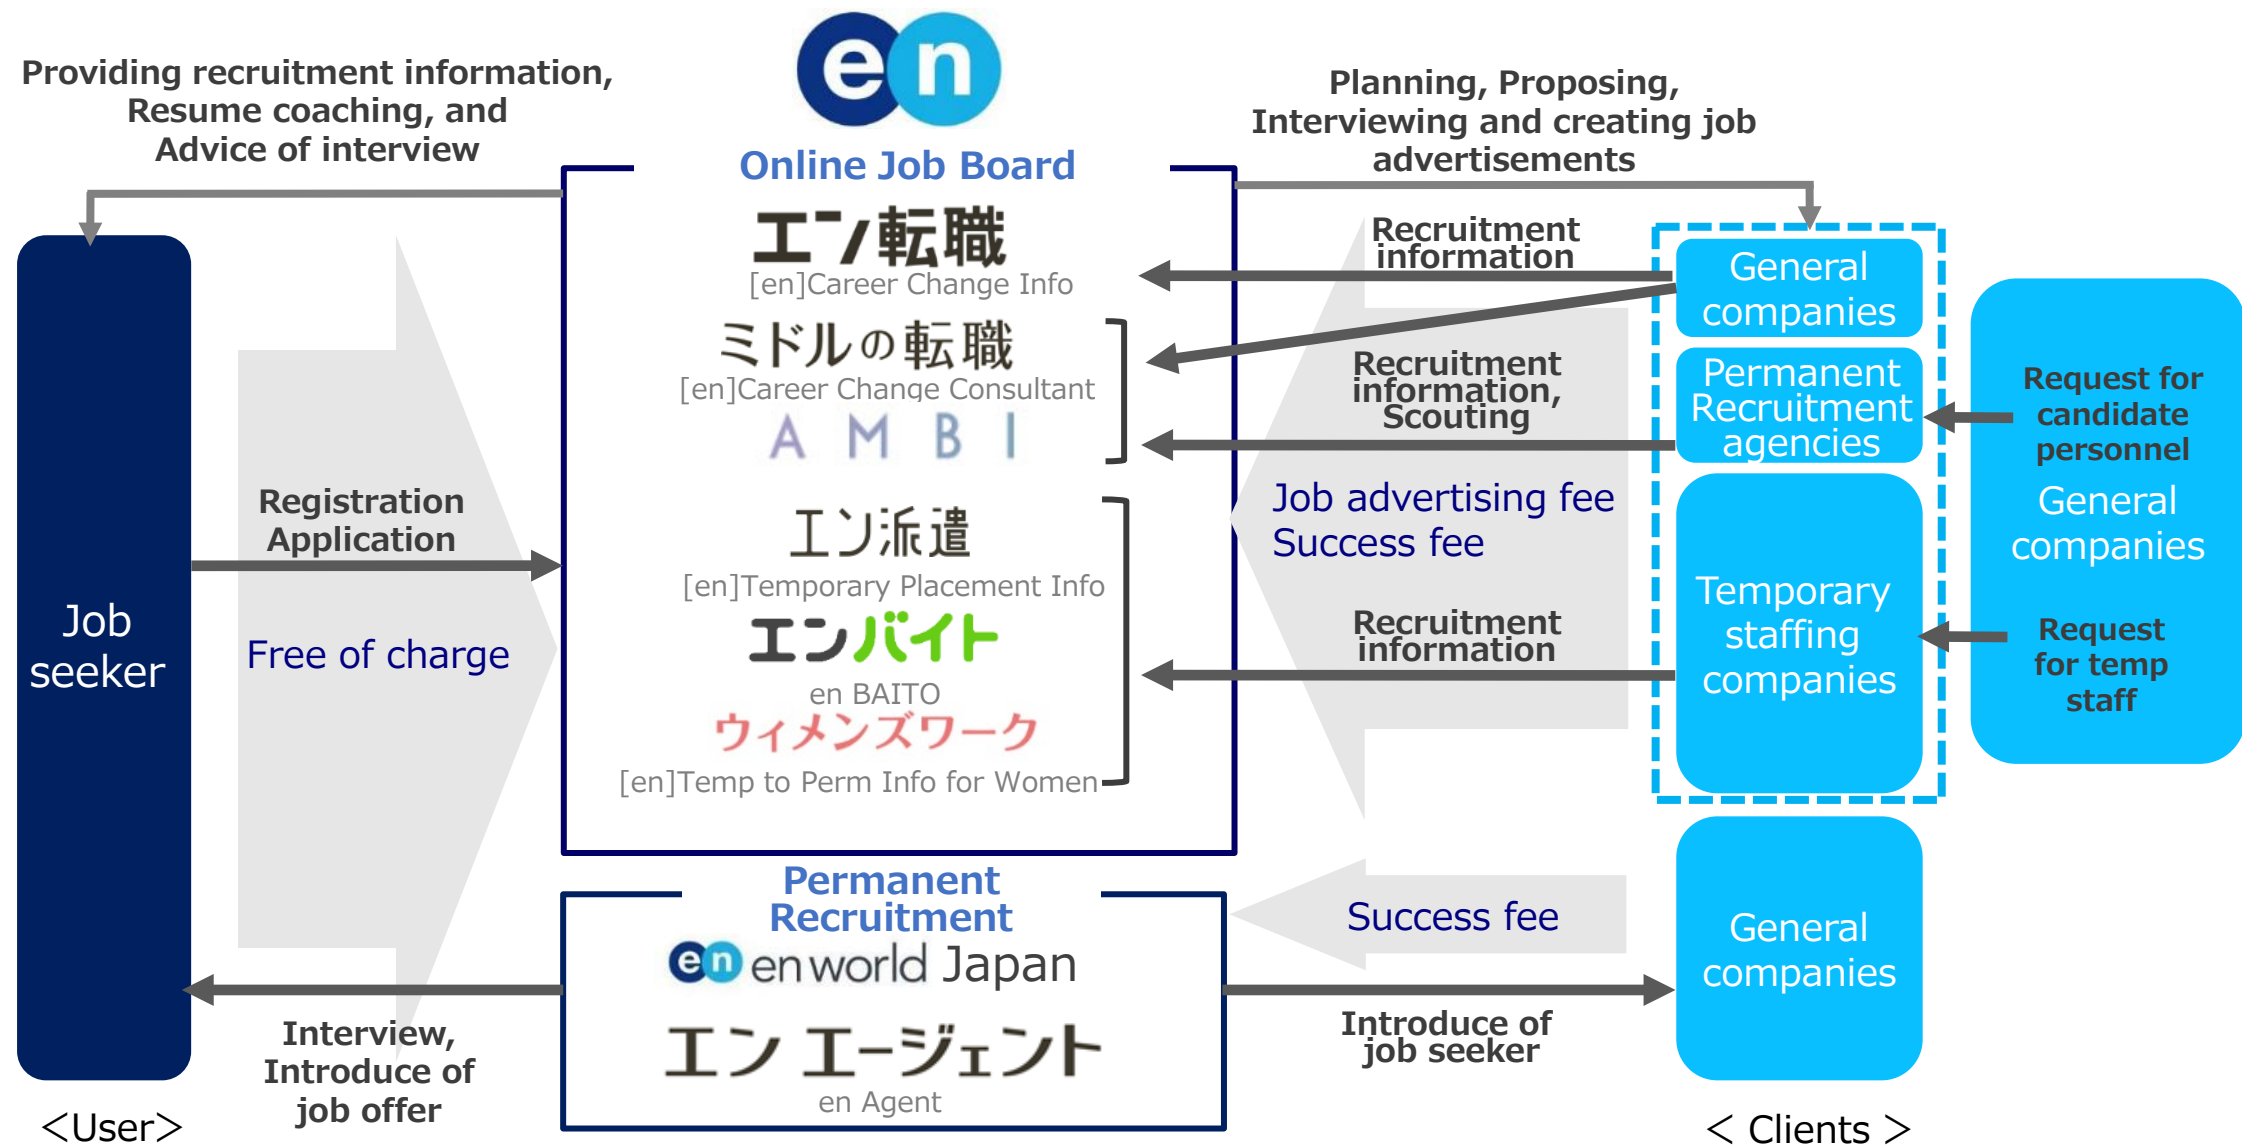 en
Providing recruitment information,
Resume coaching, and
Advice of interview
Planning, Proposing,
Interviewing and creating job
advertisements
Online Job Board
エン転職
[en]Career Change Info
ミドルの転職
[en]Career Change Consultant
AMBI
エン派遣
[en]Temporary Placement Info
エンバイト
en BAITO
ウィメンズワーク
[en]Temp to Perm Info for Women
Registration
Application
Free of charge
Job
seeker
Recruitment
information
Recruitment
information,
Scouting
Job advertising fee
Success fee
Recruitment
information
General
companies
Permanent
Recruitment
agencies
Temporary
staffing
companies
Request for
candidate
personnel
General
companies
Request
for temp
staff
Permanent
Recruitment
en en world Japan
エン エージェント
en Agent
Interview,
Introduce of
job offer
Success fee
Introduce of
job seeker
General
companies
＜User＞
＜ Clients ＞